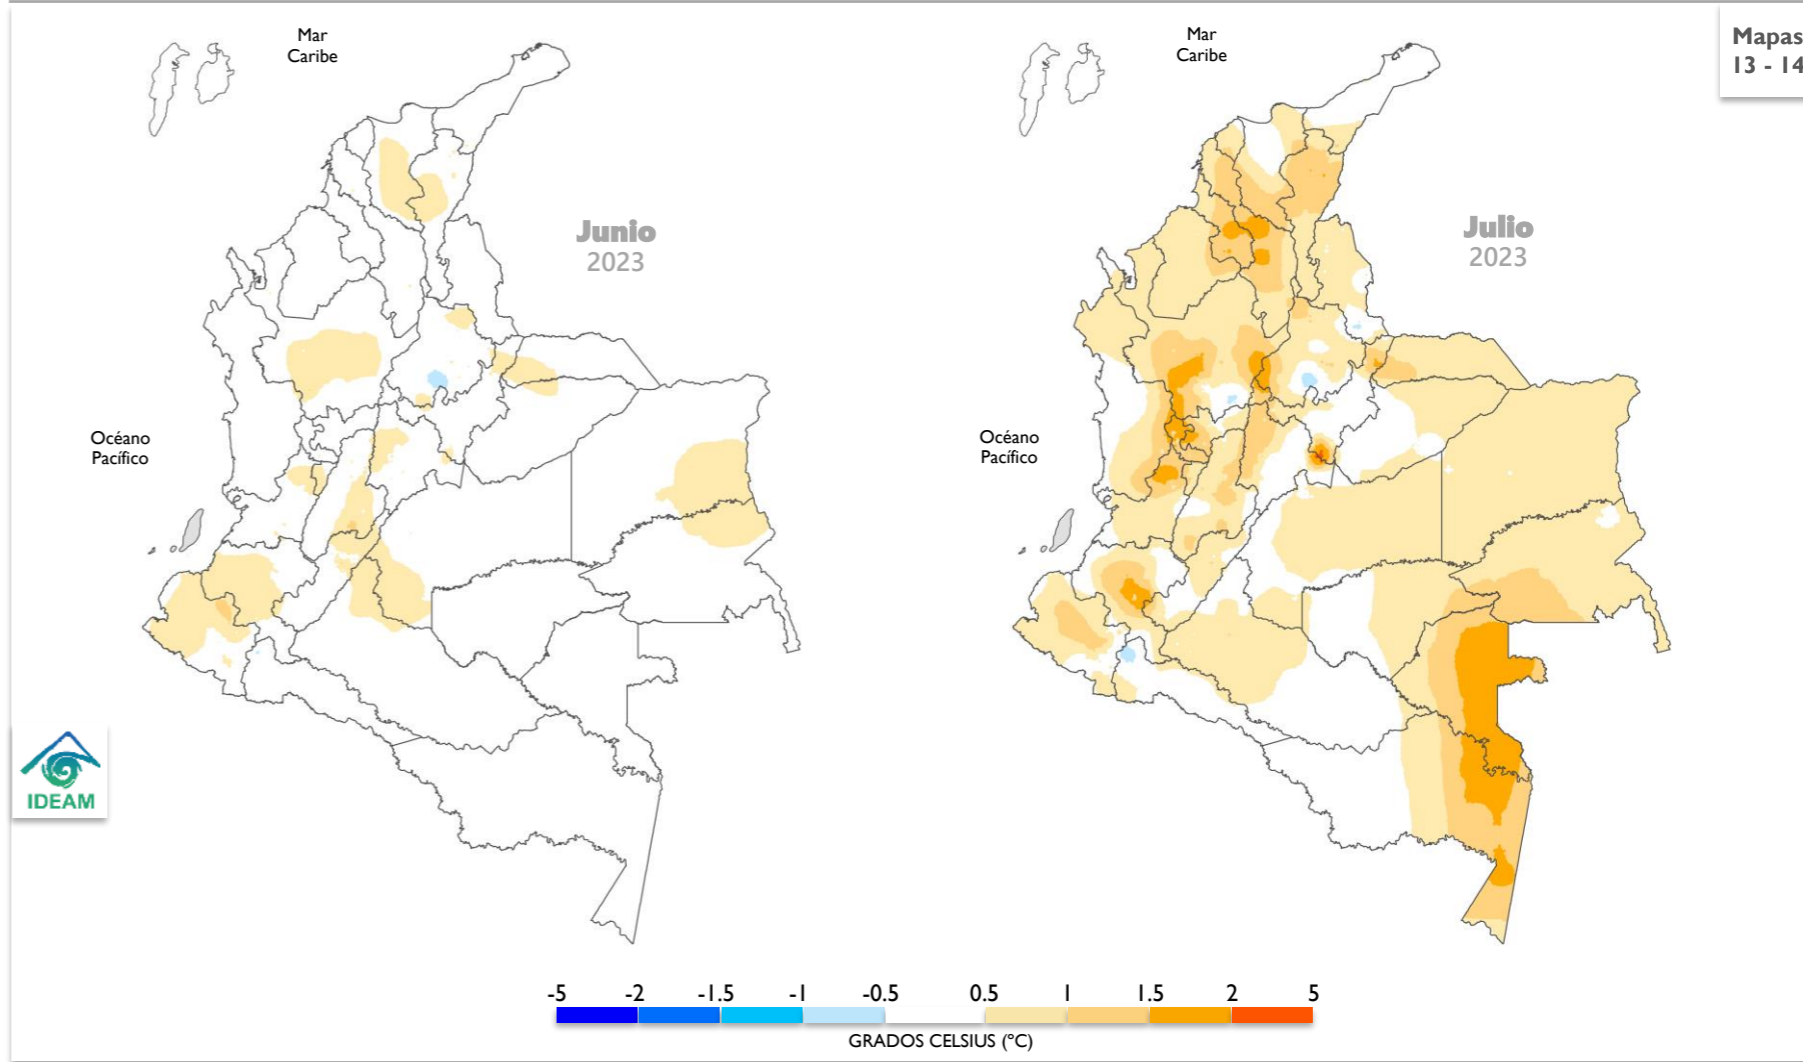 Mar
Caribe
Mar
Caribe
Mapas
13 - 14
Junio
2023
Julio
2023
Océano
Pacífico
Océano
Pacífico
IDEAM
-5 -2 -1.5 -1 -0.5 0.5 1 1.5 2 5
GRADOS CELSIUS (°C)